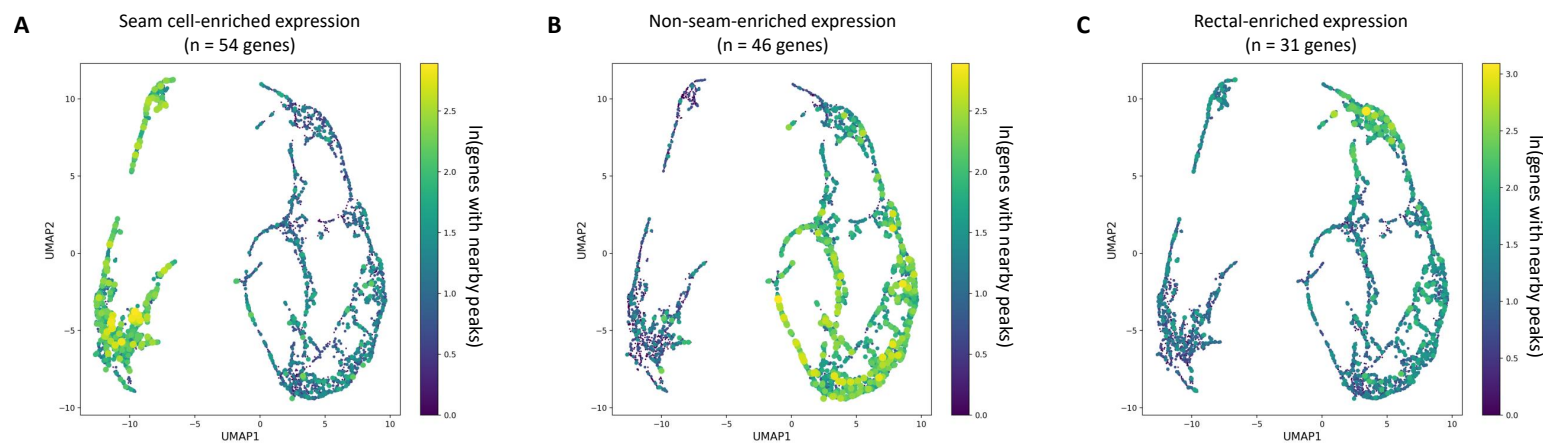 A
Seam cell-enriched expression
(n = 54 genes)
10
5
0
−5
−10
UMAP2
−10
−5
0
5
10
UMAP1
2.5
2.0
1.5
1.0
0.5
0.0
ln(genes with nearby peaks)
B
Non-seam-enriched expression
(n = 46 genes)
10
5
0
−5
−10
UMAP2
−10
−5
0
5
10
UMAP1
2.5
2.0
1.5
1.0
0.5
0.0
ln(genes with nearby peaks)
C
Rectal-enriched expression
(n = 31 genes)
10
5
0
−5
−10
UMAP2
−10
−5
0
5
10
UMAP1
3.0
2.5
2.0
1.5
1.0
0.5
0.0
ln(genes with nearby peaks)